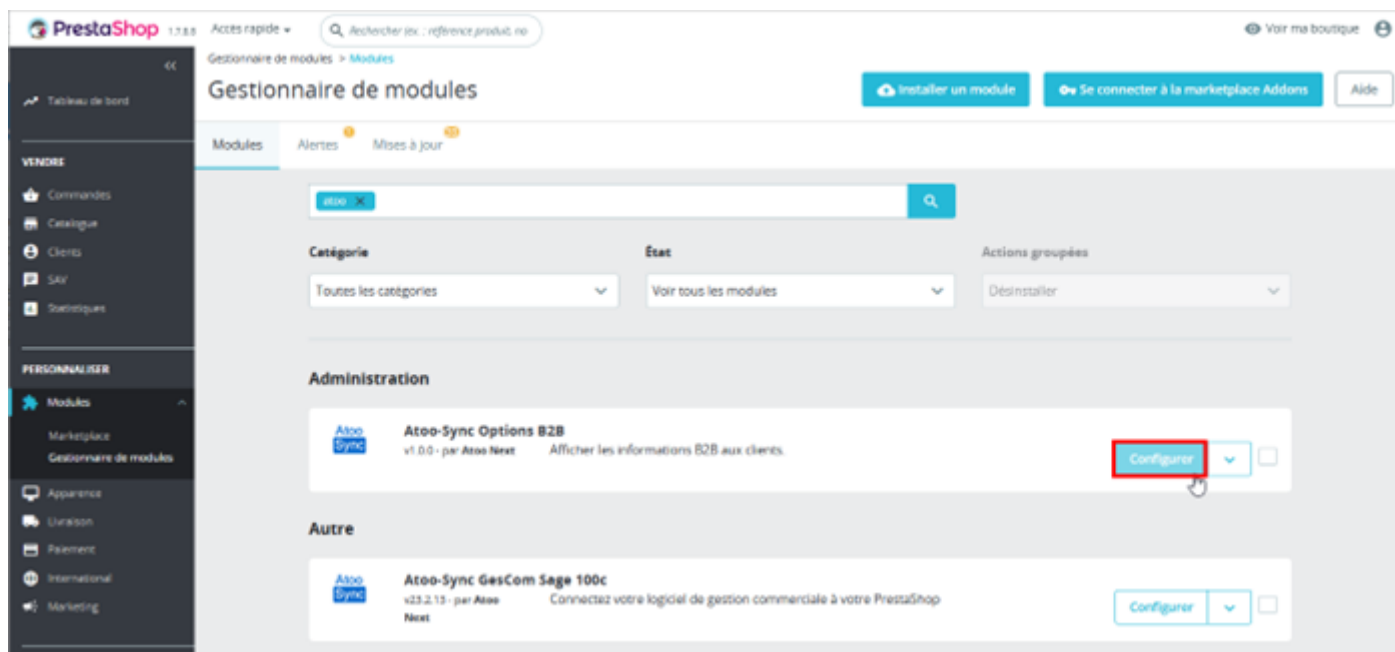 PrestaShop
Accès rapide
Rechercher (ex. : référence produit, no
Voir ma boutique
Gestionnaire de modules > Modules
Gestionnaire de modules
Installer un module
Se connecter à la marketplace Addons
Aide
Tableau de bord
Modules
Alertes
Mises à jour
VENDRE
Commandes
Catalogue
Clients
SAV
Statistiques
atoo
Catégorie
État
Actions groupées
Toutes les catégories
Voir tous les modules
Désinstaller
PERSONNALISER
Modules
Marketplace
Gestionnaire de modules
Apparence
Livraison
Paiement
International
Marketing
Administration
Atoo
Sync
Atoo-Sync Options B2B
v1.0.0 - par Atoo Next
Afficher les informations B2B aux clients.
Configurer
Autre
Atoo
Sync
Atoo-Sync GesCom Sage 100c
v23.2.13 - par Atoo
Next
Connectez votre logiciel de gestion commerciale à votre PrestaShop
Configurer